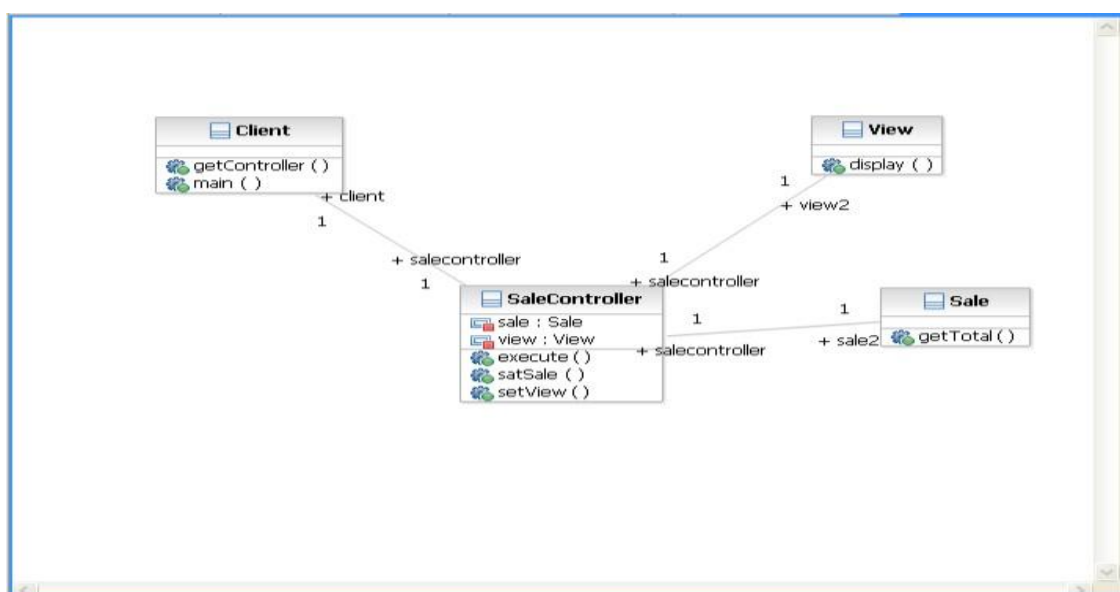 Client
getController ( )
main ( )
+ client
1
+ salecontroller
1
View
display ( )
1
+ view2
1
+ salecontroller
SaleController
sale : Sale
view : View
execute ( )
satSale ( )
setView ( )
1
+ salecontroller
1
+ sale2
Sale
getTotal ( )